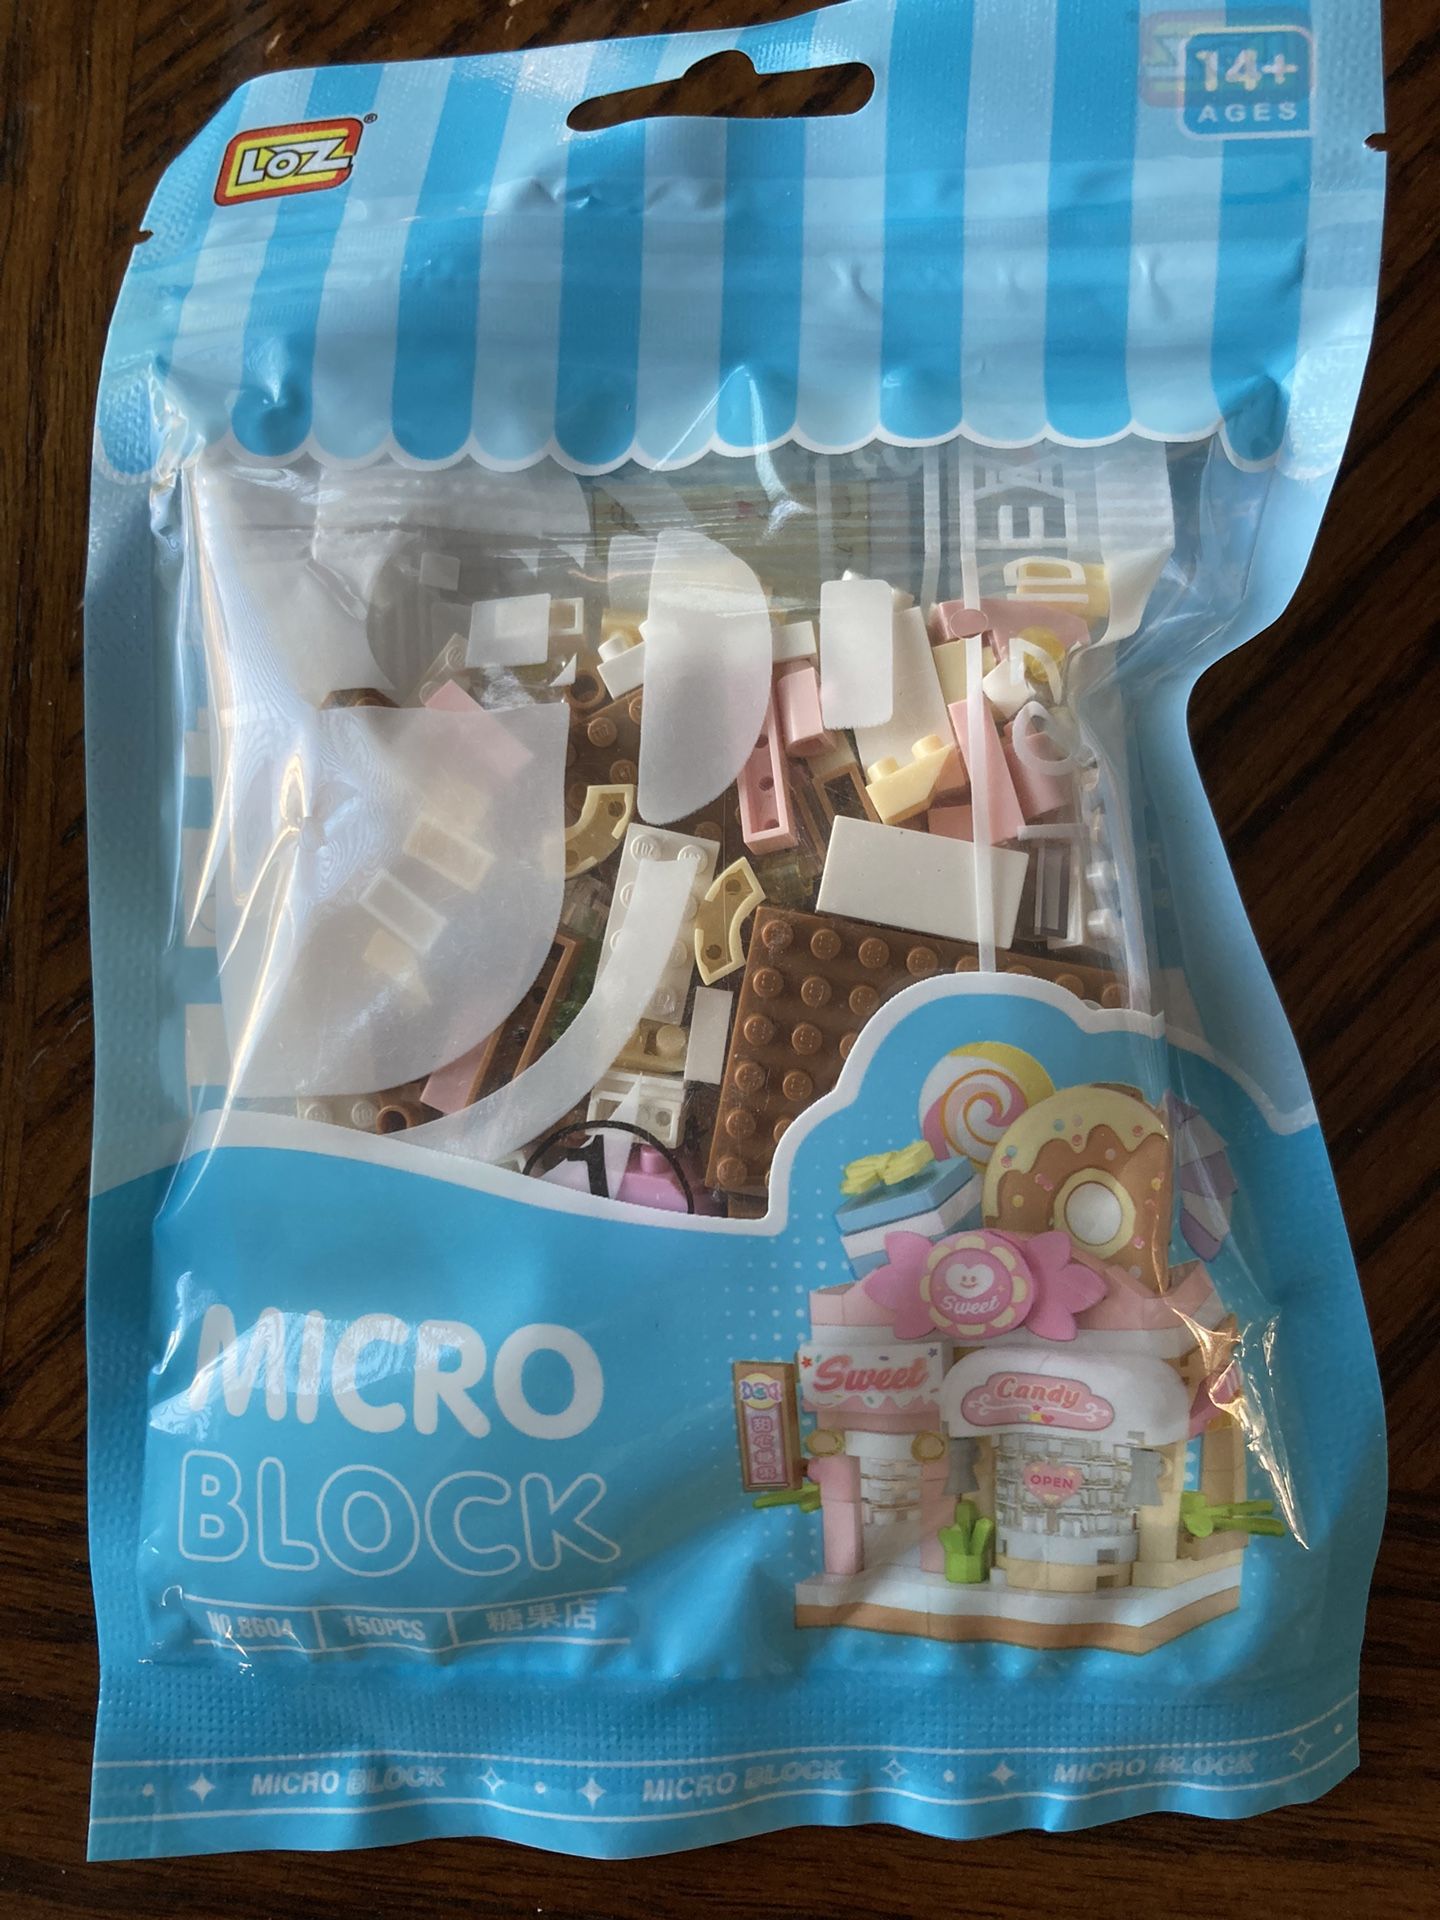 LOZ®
14+
AGES
1
Sweet
Sweet
Candy
OPEN
MICRO
BLOCK
NO.8604
150PCS
糖果店
MICRO BLOCK
MICRO BLOCK
MICRO BLOCK